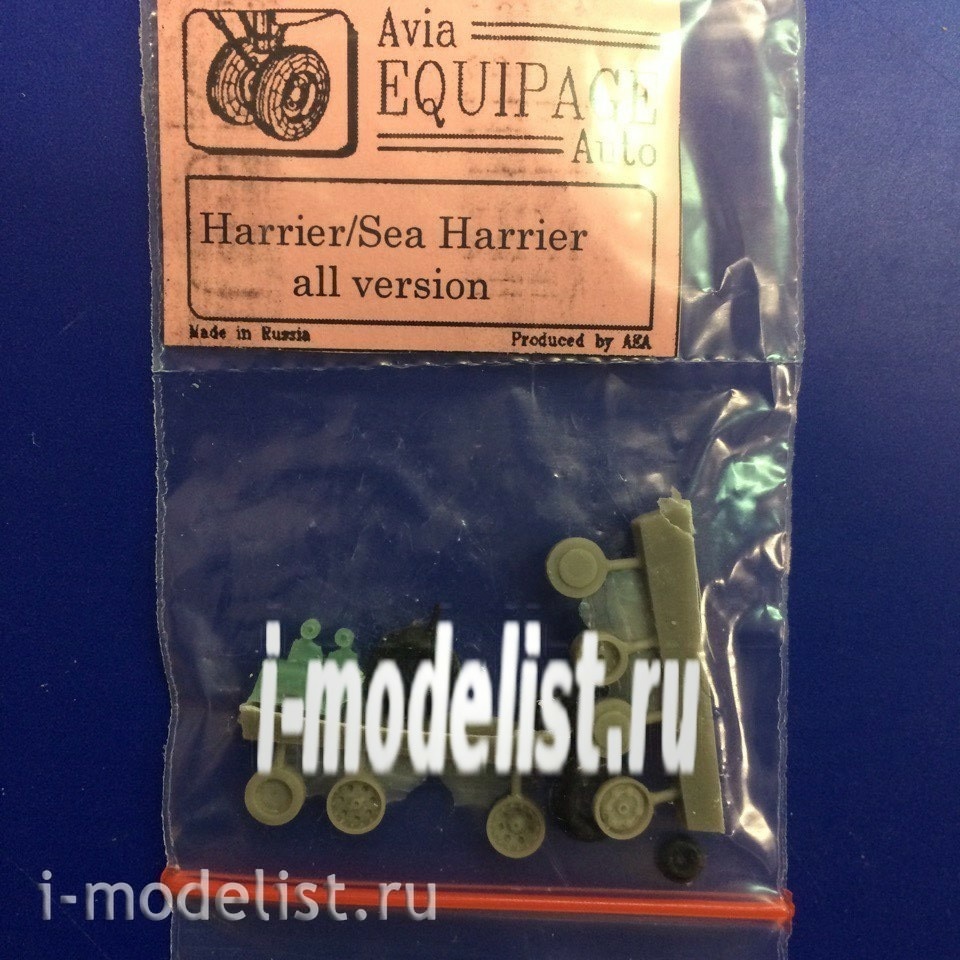 Avia
EQUIPAGE
Auto
Harrier/Sea Harrier
all version
Made in Russia
Produced by AEA
i-modelist.ru
i-modelist.ru